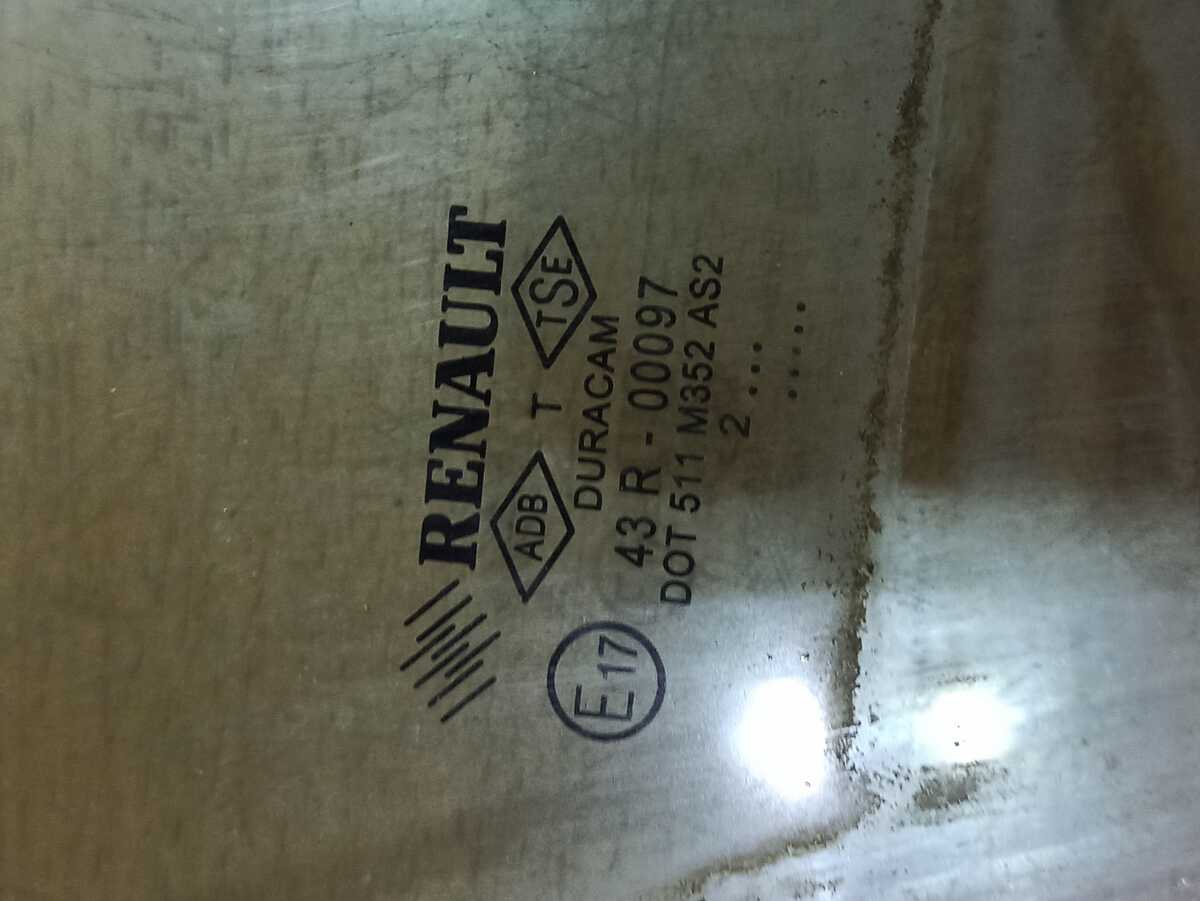 RENAULT
ADB T TSE
DURACAM
E17 43 R - 00097
DOT 511 M352 AS2
2 ...
.....